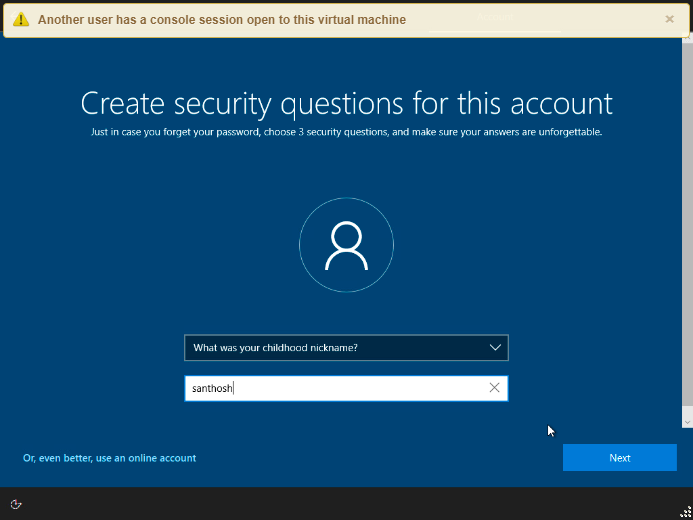 Another user has a console session open to this virtual machine
Create security questions for this account
Just in case you forget your password, choose 3 security questions, and make sure your answers are unforgettable.
What was your childhood nickname?
santhosh
Or, even better, use an online account
Next